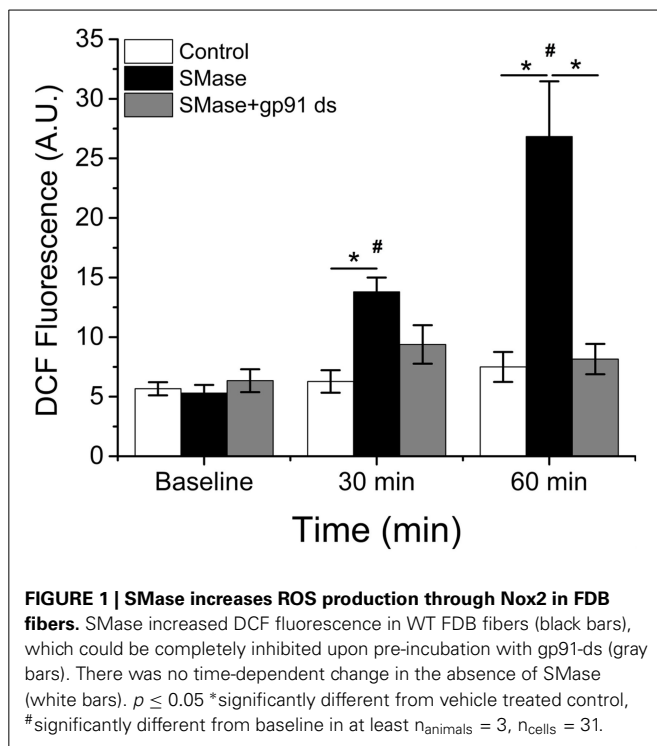 35
30
25
20
15
10
5
0
DCF Fluorescence (A.U.)
Control
SMase
SMase+gp91 ds
* #
* # *
Baseline 30 min 60 min
Time (min)
FIGURE 1 | SMase increases ROS production through Nox2 in FDB
fibers. SMase increased DCF fluorescence in WT FDB fibers (black bars),
which could be completely inhibited upon pre-incubation with gp91-ds (gray
bars). There was no time-dependent change in the absence of SMase
(white bars). p ≤ 0.05 *significantly different from vehicle treated control,
#significantly different from baseline in at least nanimals = 3, ncells = 31.